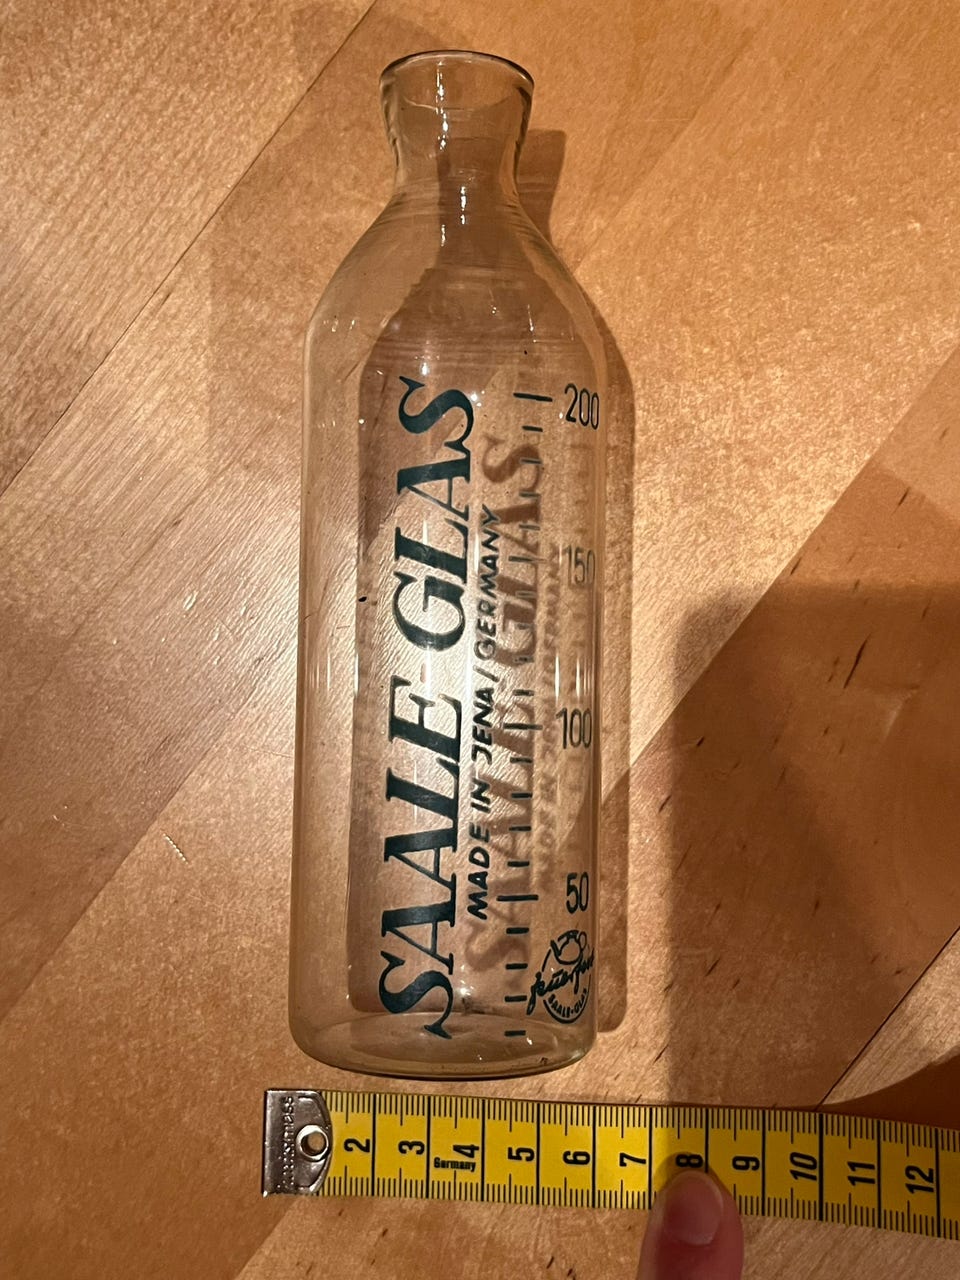 SAALE GLAS
MADE IN JENA / GERMANY
200
150
100
50
feuerfest
SAALE-GLAS
2 3 4 5 6 7 8 9 10 11 12
Germany